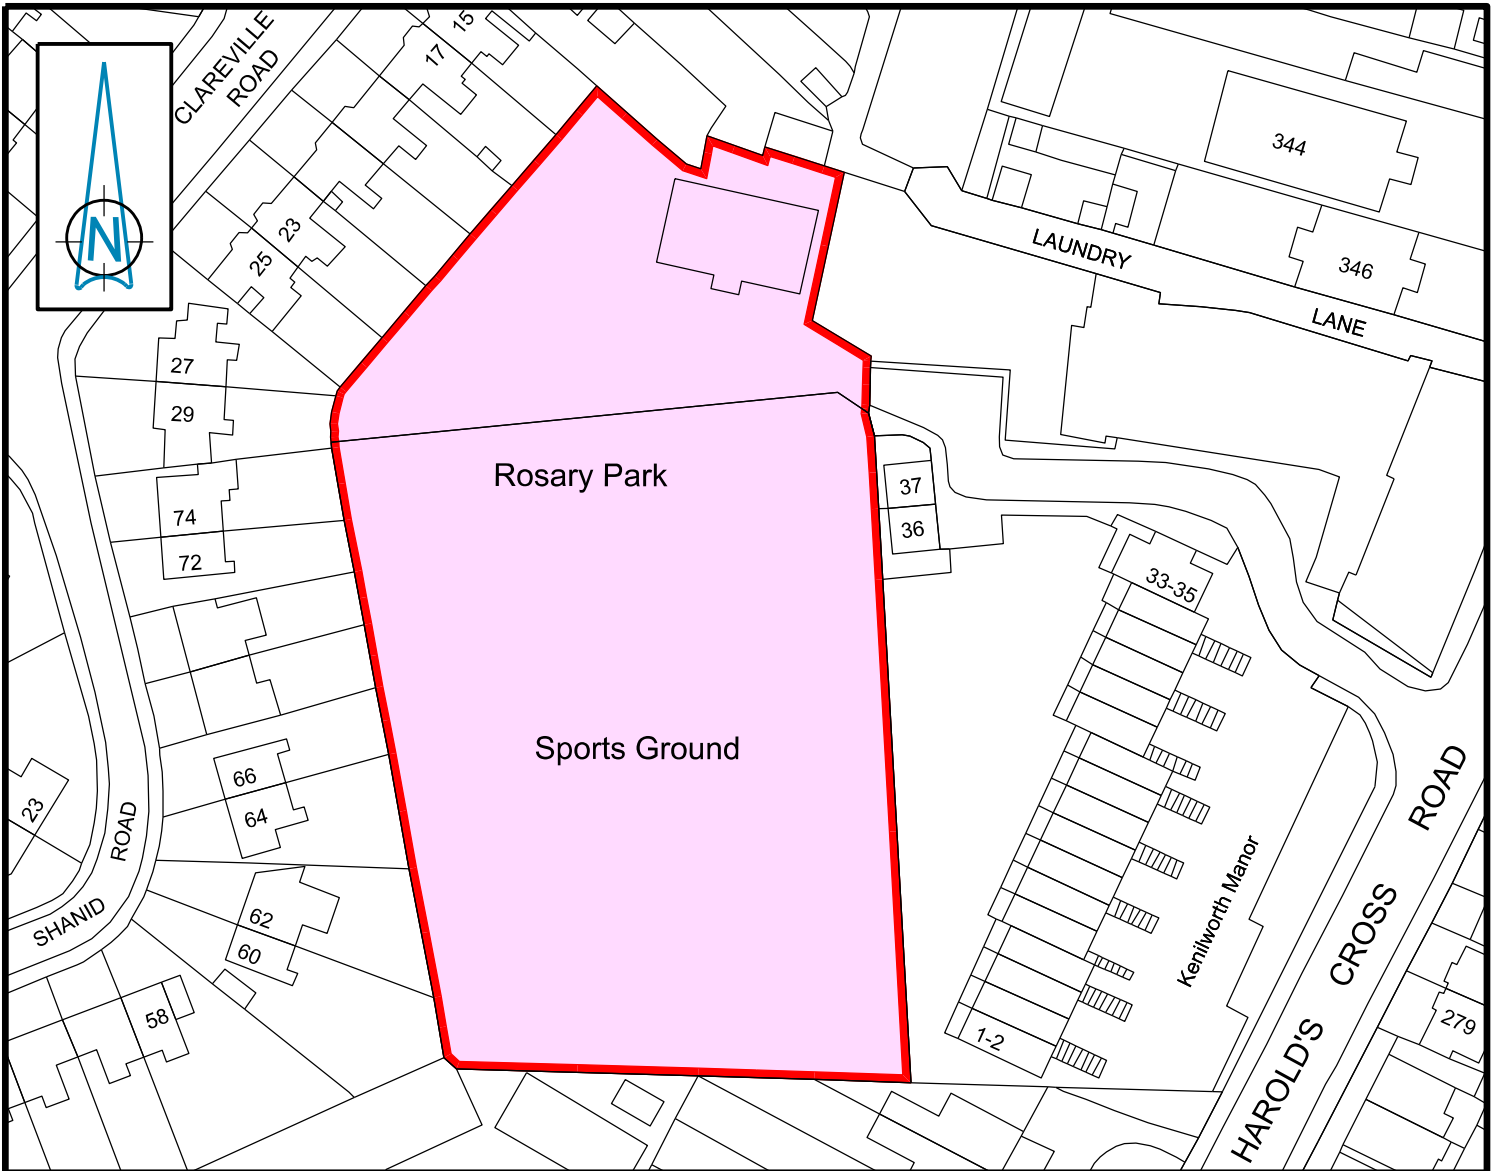 CLAREVILLE
ROAD
15
17
N
23
25
27
29
74
72
66
64
62
60
58
23
SHANID
ROAD
344
346
LAUNDRY
LANE
Rosary Park
Sports Ground
37
36
33-35
1-2
Kenilworth Manor
HAROLD'S CROSS ROAD
279